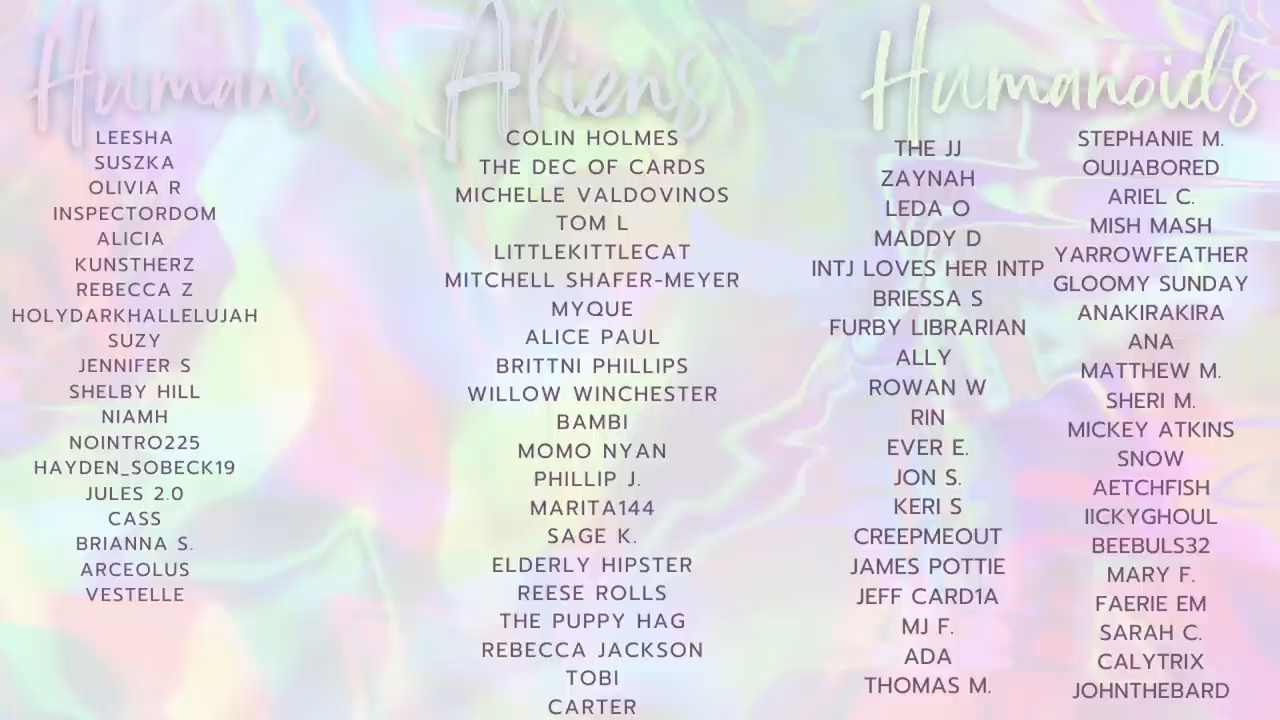 Humans
LEESHA
SUSZKA
OLIVIA R
INSPECTORDOM
ALICIA
KUNSTHERZ
REBECCA Z
HOLYDARKHALLELUJAH
SUZY
JENNIFER S
SHELBY HILL
NIAMH
NOINTRO225
HAYDEN_SOBECK19
JULES 2.0
CASS
BRIANNA S.
ARCEOLUS
VESTELLE
Aliens
COLIN HOLMES
THE DEC OF CARDS
MICHELLE VALDOVINOS
TOM L
LITTLEKITTLECAT
MITCHELL SHAFER-MEYER
MYQUE
ALICE PAUL
BRITTNI PHILLIPS
WILLOW WINCHESTER
BAMBI
MOMO NYAN
PHILLIP J.
MARITA144
SAGE K.
ELDERLY HIPSTER
REESE ROLLS
THE PUPPY HAG
REBECCA JACKSON
TOBI
CARTER
Humanoids
THE JJ
ZAYNAH
LEDA O
MADDY D
INTJ LOVES HER INTP
BRIESSA S
FURBY LIBRARIAN
ALLY
ROWAN W
RIN
EVER E.
JON S.
KERI S
CREEPMEOUT
JAMES POTTIE
JEFF CARD1A
MJ F.
ADA
THOMAS M.
STEPHANIE M.
OUIJABORED
ARIEL C.
MISH MASH
YARROWFEATHER
GLOOMY SUNDAY
ANAKIRAKIRA
ANA
MATTHEW M.
SHERI M.
MICKEY ATKINS
SNOW
AETCHFISH
IICKYGHOUL
BEEBULS32
MARY F.
FAERIE EM
SARAH C.
CALYTRIX
JOHNTHEBARD